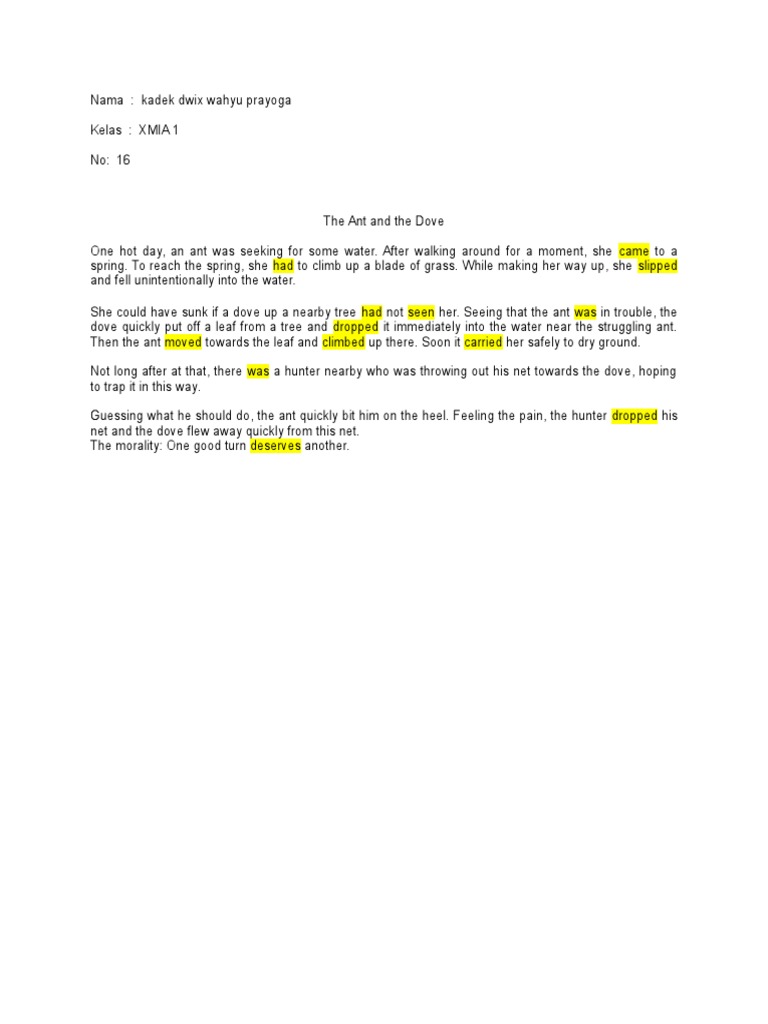 Nama : kadek dwix wahyu prayoga
Kelas : XMIA 1
No: 16
The Ant and the Dove
One hot day, an ant was seeking for some water. After walking around for a moment, she came to a
spring. To reach the spring, she had to climb up a blade of grass. While making her way up, she slipped
and fell unintentionally into the water.
She could have sunk if a dove up a nearby tree had not seen her. Seeing that the ant was in trouble, the
dove quickly put off a leaf from a tree and dropped it immediately into the water near the struggling ant.
Then the ant moved towards the leaf and climbed up there. Soon it carried her safely to dry ground.
Not long after at that, there was a hunter nearby who was throwing out his net towards the dove, hoping
to trap it in this way.
Guessing what he should do, the ant quickly bit him on the heel. Feeling the pain, the hunter dropped his
net and the dove flew away quickly from this net.
The morality: One good turn deserves another.